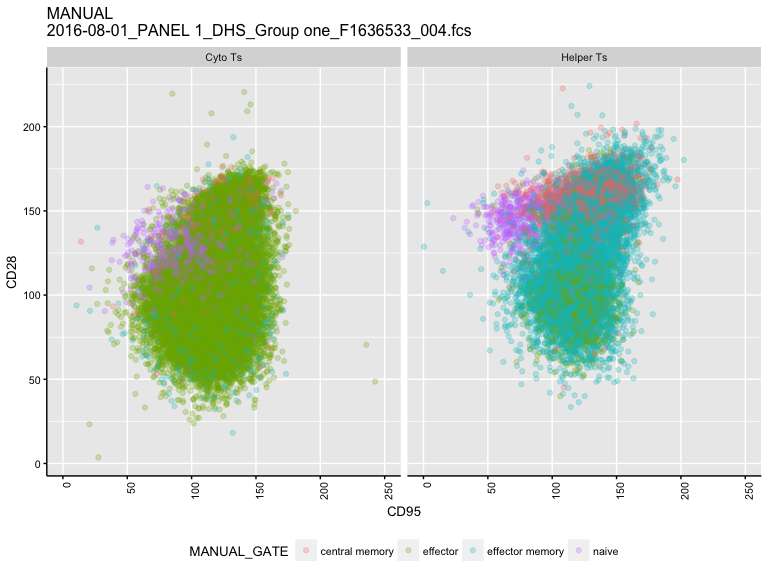 MANUAL
2016-08-01_PANEL 1_DHS_Group one_F1636533_004.fcs
Cyto Ts Helper Ts
200
150
100
50
0
CD28
0 50 100 150 200 250 0 50 100 150 200 250
CD95
MANUAL_GATE central memory effector effector memory naive